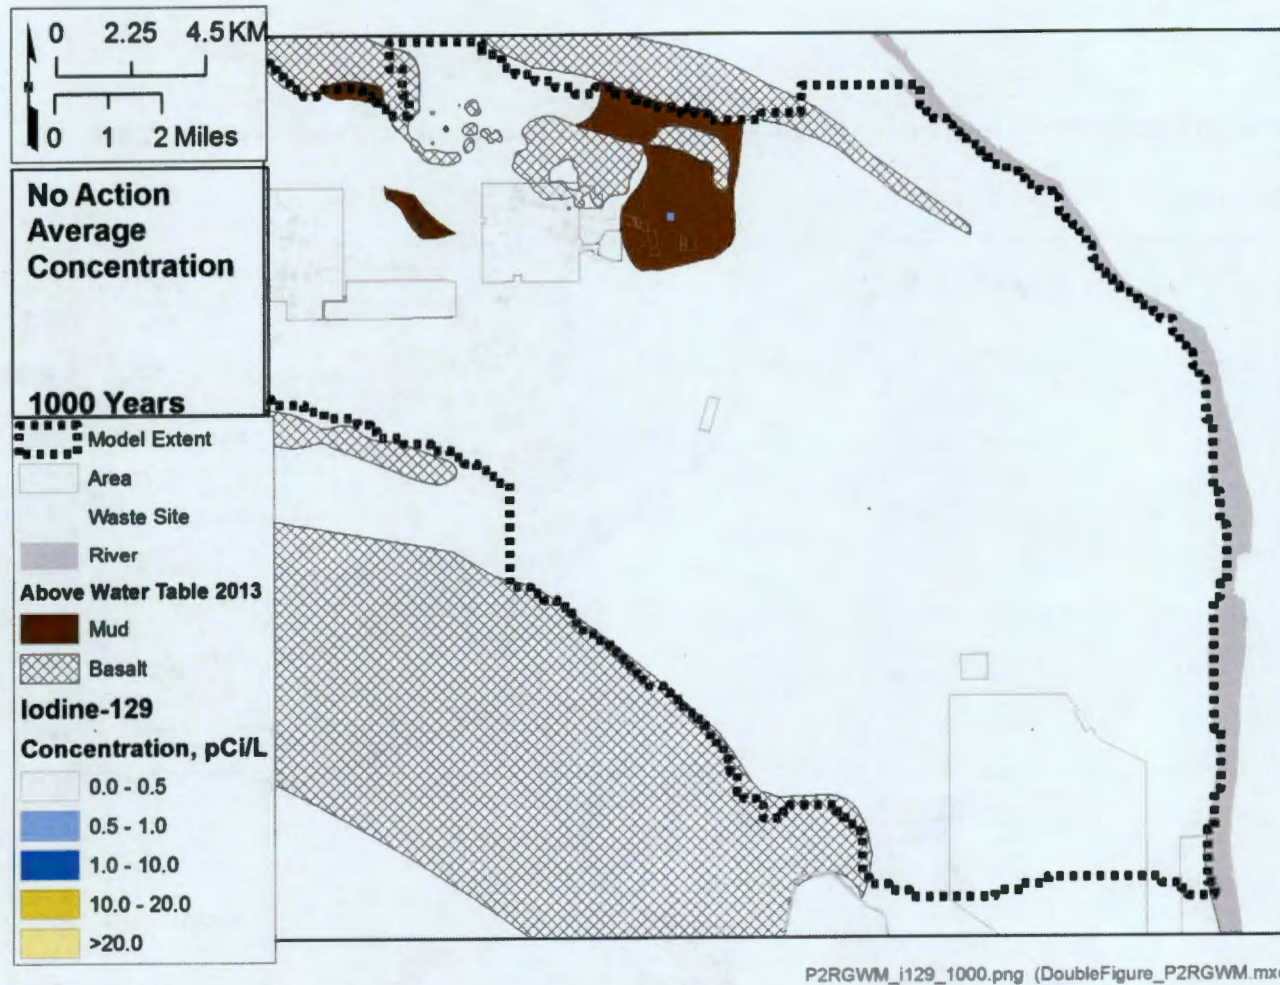 0 2.25 4.5 KM
0 1 2 Miles
No Action
Average
Concentration
1000 Years
Model Extent
Area
Waste Site
River
Above Water Table 2013
Mud
Basalt
Iodine-129
Concentration, pCi/L
0.0 - 0.5
0.5 - 1.0
1.0 - 10.0
10.0 - 20.0
>20.0
P2RGWM_i129_1000.png (DoubleFigure_P2RGWM.mx